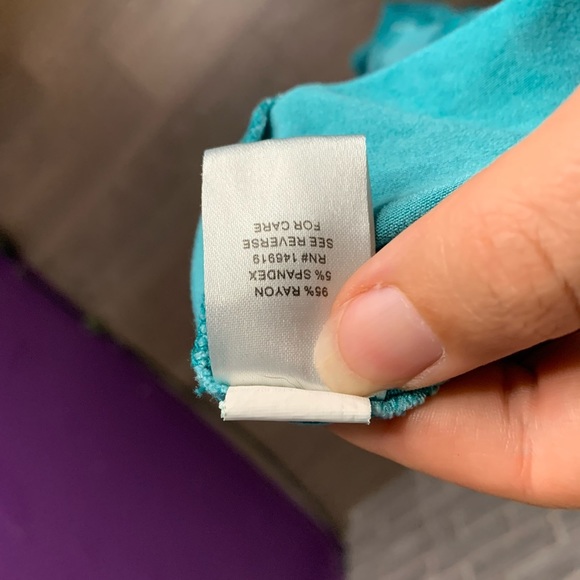 95% RAYON
5% SPANDEX
RN# 146919
SEE REVERSE
FOR CARE